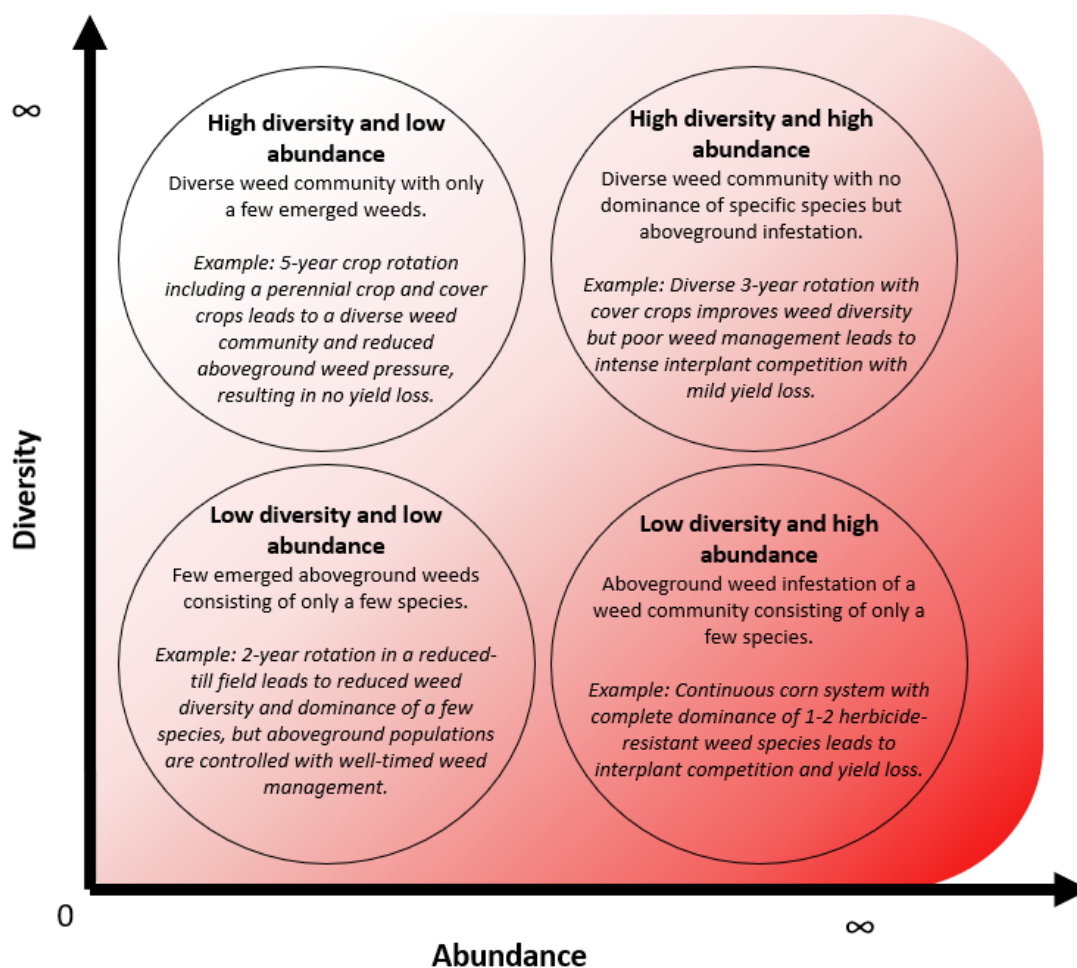 ∞
High diversity and low
abundance
Diverse weed community with only
a few emerged weeds.
Example: 5-year crop rotation
including a perennial crop and cover
crops leads to a diverse weed
community and reduced
aboveground weed pressure,
resulting in no yield loss.
High diversity and high
abundance
Diverse weed community with no
dominance of specific species but
aboveground infestation.
Example: Diverse 3-year rotation with
cover crops improves weed diversity
but poor weed management leads to
intense interplant competition with
mild yield loss.
Diversity
Low diversity and low
abundance
Few emerged aboveground weeds
consisting of only a few species.
Example: 2-year rotation in a reduced-
till field leads to reduced weed
diversity and dominance of a few
species, but aboveground populations
are controlled with well-timed weed
management.
Low diversity and high
abundance
Aboveground weed infestation of a
weed community consisting of only a
few species.
Example: Continuous corn system with
complete dominance of 1-2 herbicide-
resistant weed species leads to
interplant competition and yield loss.
0
∞
Abundance